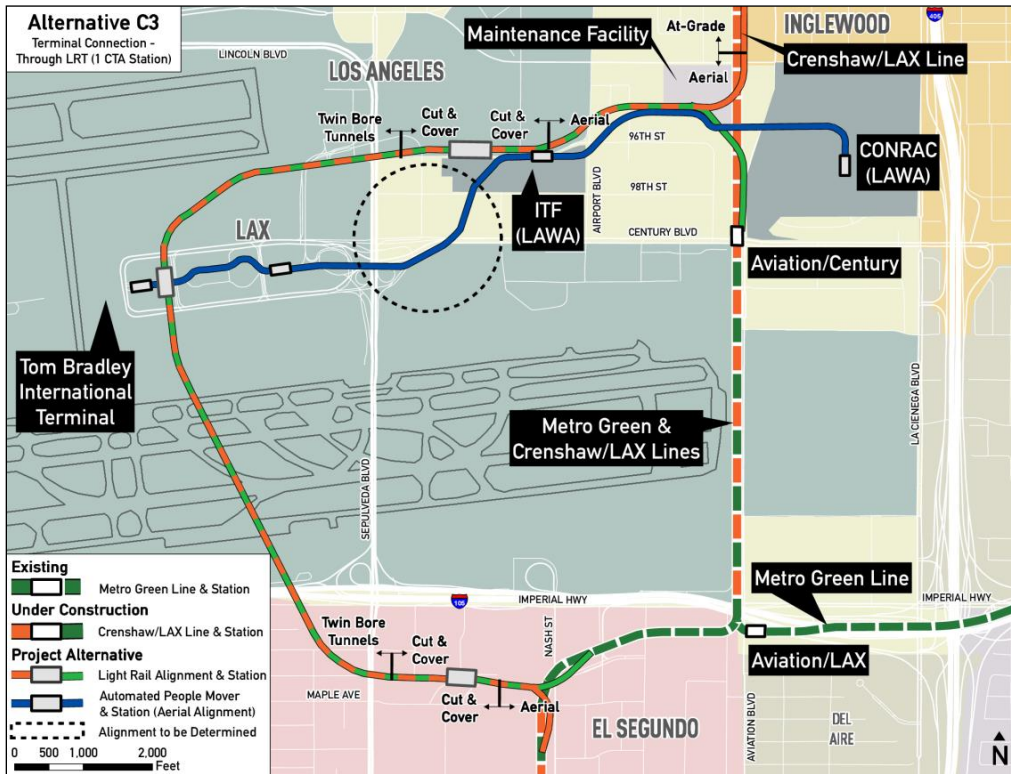 Alternative C3
Terminal Connection -
Through LRT (1 CTA Station)
LINCOLN BLVD
LOS ANGELES
Maintenance Facility
At-Grade
Aerial
INGLEWOOD
405
Crenshaw/LAX Line
Twin Bore
Tunnels
Cut &
Cover
Cut &
Cover
Aerial
96TH ST
98TH ST
AIRPORT BLVD
CENTURY BLVD
ITF
(LAWA)
CONRAC
(LAWA)
LAX
Aviation/Century
Tom Bradley
International
Terminal
SEPULVEDA BLVD
Metro Green &
Crenshaw/LAX Lines
LA CIENEGA BLVD
Metro Green Line
105
IMPERIAL HWY
IMPERIAL HWY
NASH ST
Twin Bore
Tunnels
Cut &
Cover
Cut &
Cover
Aerial
MAPLE AVE
Aviation/LAX
AVIATION BLVD
EL SEGUNDO
DEL
AIRE
N
Existing
Metro Green Line & Station
Under Construction
Crenshaw/LAX Line & Station
Project Alternative
Light Rail Alignment & Station
Automated People Mover
& Station (Aerial Alignment)
Alignment to be Determined
0 500 1,000 2,000
Feet